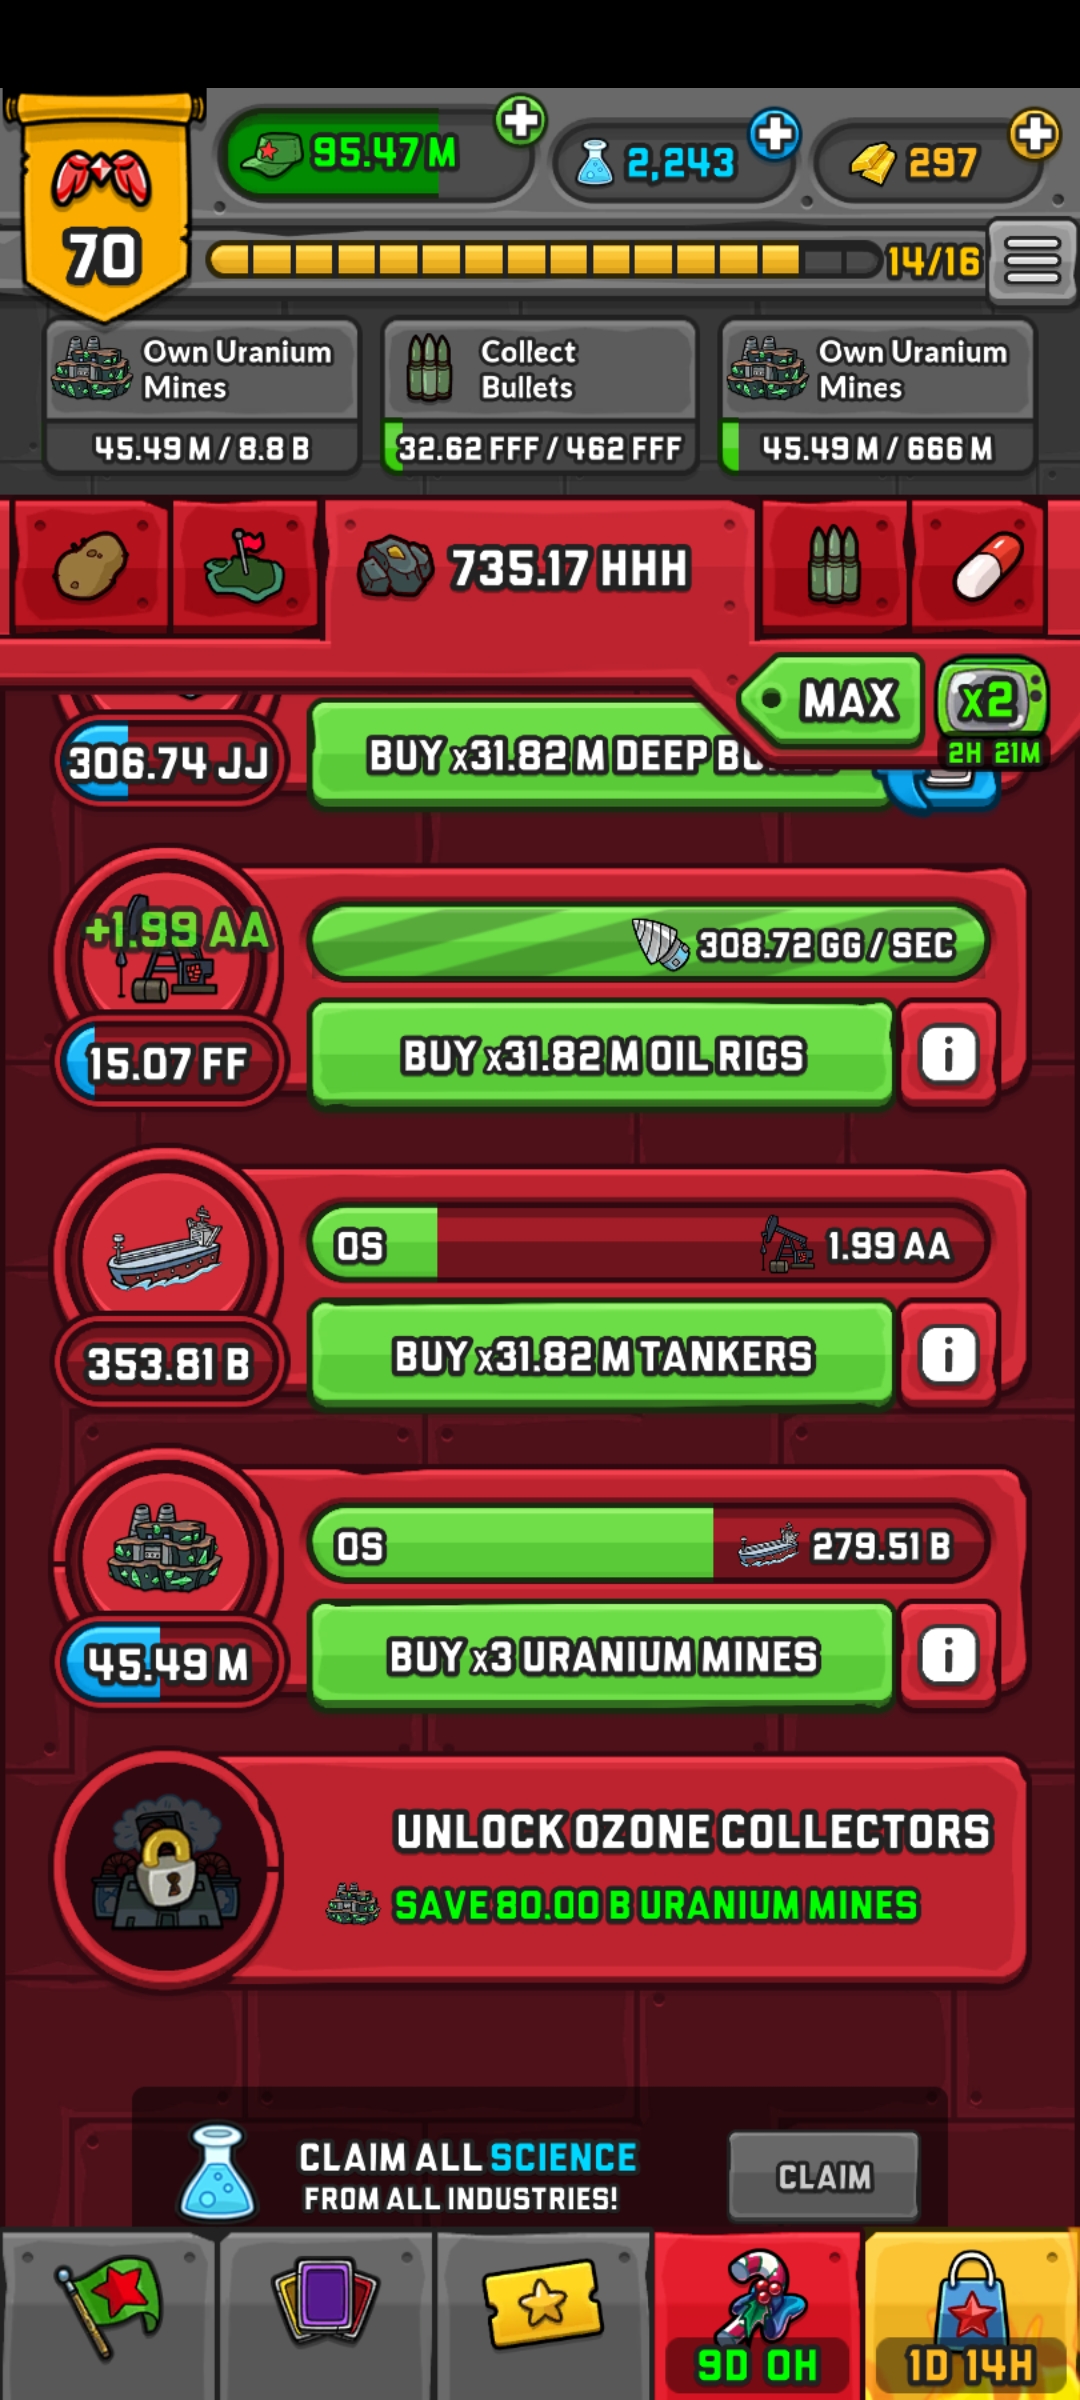 95.47 M
2,243
297
70
14/16
Own Uranium
Mines
45.49 M / 8.8 B
Collect
Bullets
32.62 FFF / 462 FFF
Own Uranium
Mines
45.49 M / 666 M
735.17 HHH
MAX
x2
2H 21M
306.74 JJ
BUY x31.82 M DEEP
+1.99 AA
308.72 GG / SEC
15.07 FF
BUY x31.82 M OIL RIGS
i
0S
1.99 AA
353.81 B
BUY x31.82 M TANKERS
i
0S
279.51 B
45.49 M
BUY x3 URANIUM MINES
i
UNLOCK OZONE COLLECTORS
SAVE 80.00 B URANIUM MINES
CLAIM ALL SCIENCE
FROM ALL INDUSTRIES!
CLAIM
9D 0H
1D 14H